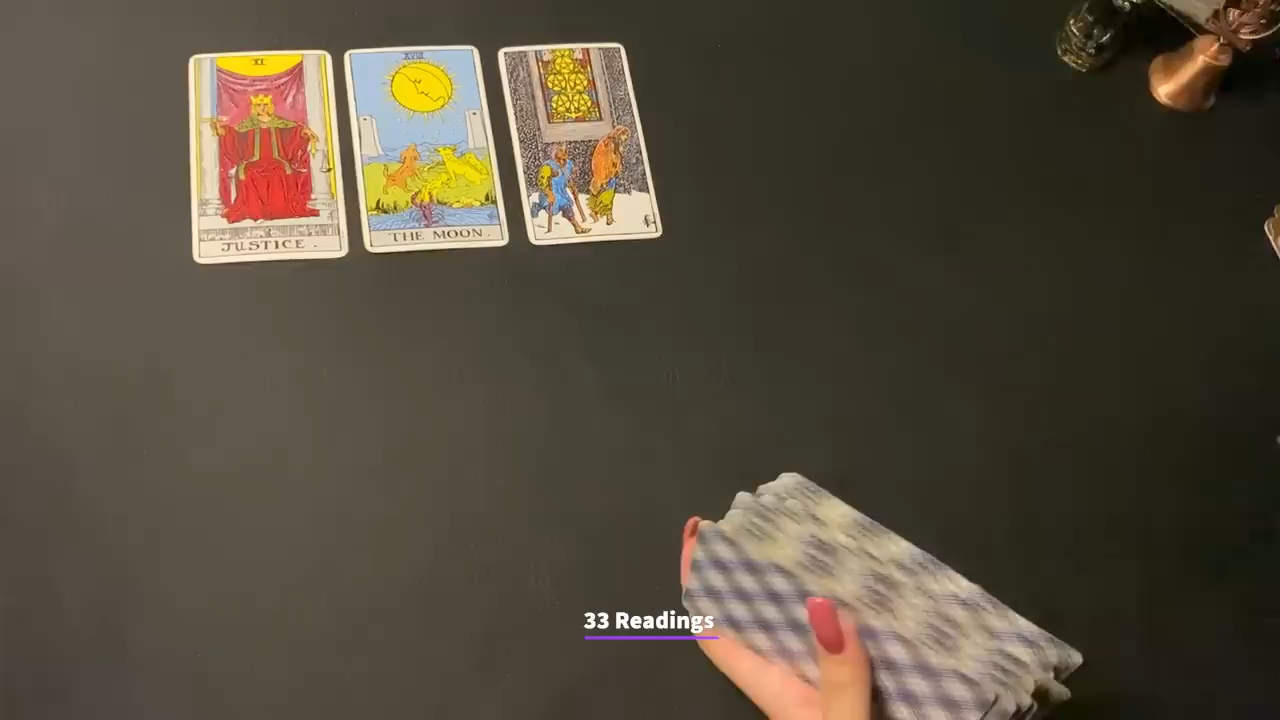 XI
XVIII
JUSTICE .
THE MOON .
33 Readings